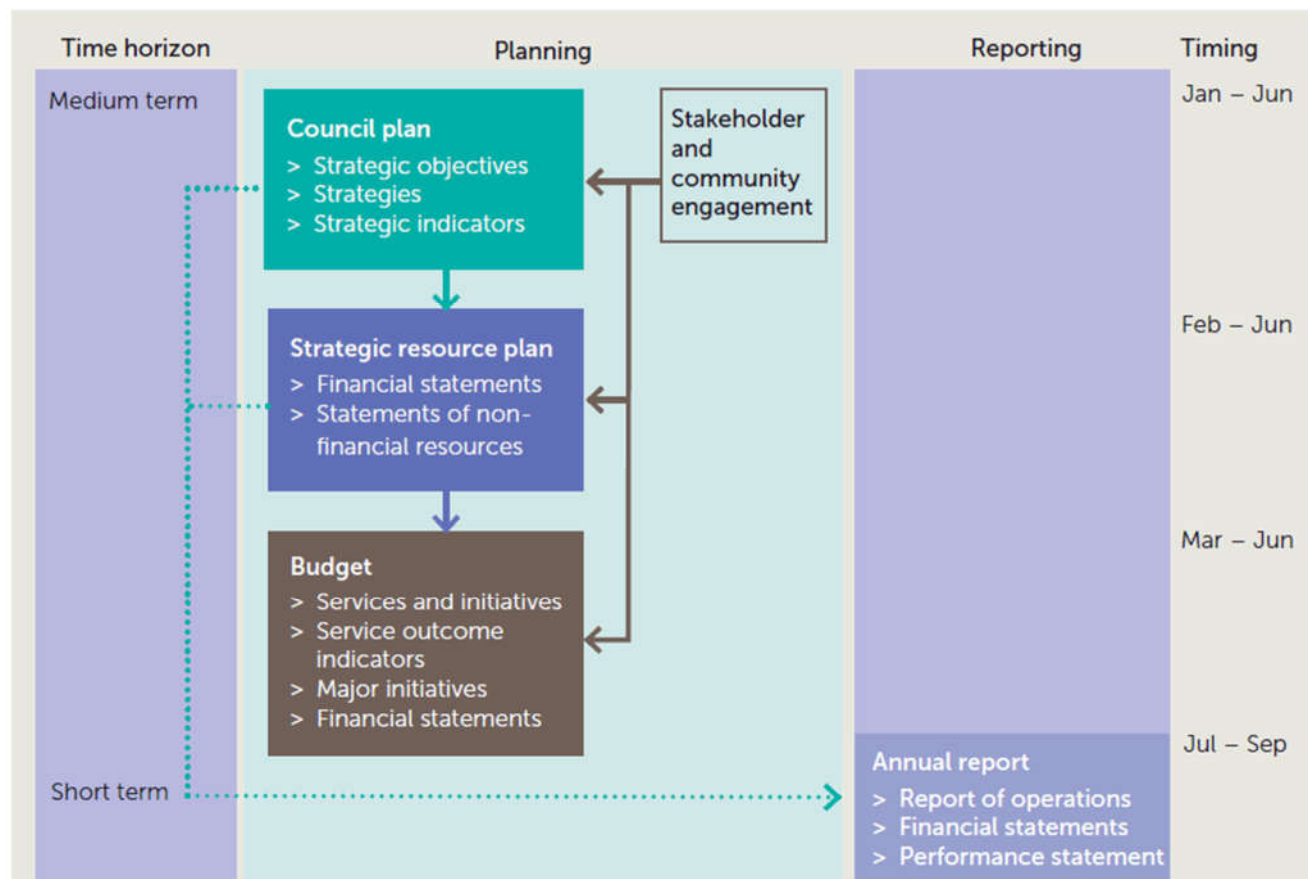 Time horizon
Planning
Reporting
Timing
Medium term
Jan – Jun
Council plan
> Strategic objectives
> Strategies
> Strategic indicators
Stakeholder
and
community
engagement
Feb – Jun
Strategic resource plan
> Financial statements
> Statements of non-
financial resources
Mar – Jun
Budget
> Services and initiatives
> Service outcome
indicators
> Major initiatives
> Financial statements
Jul – Sep
Short term
Annual report
> Report of operations
> Financial statements
> Performance statement